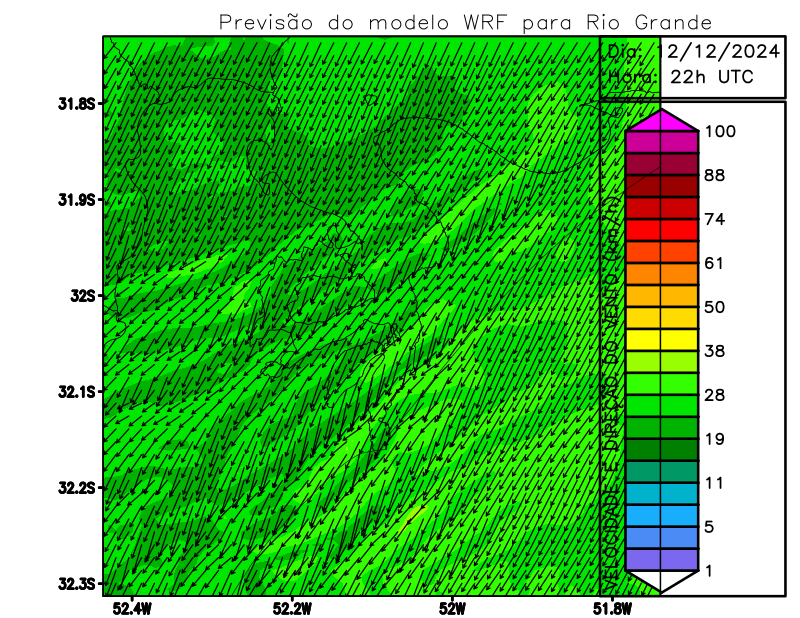 Previsão do modelo WRF para Rio Grande
Dia: 12/12/2024
Hora: 22h UTC
31.8S
31.9S
32S
32.1S
32.2S
32.3S
52.4W
52.2W
52W
51.8W
VELOCIDADE E DIREÇÃO DO VENTO (km/h)
100
88
74
61
50
38
28
19
11
5
1